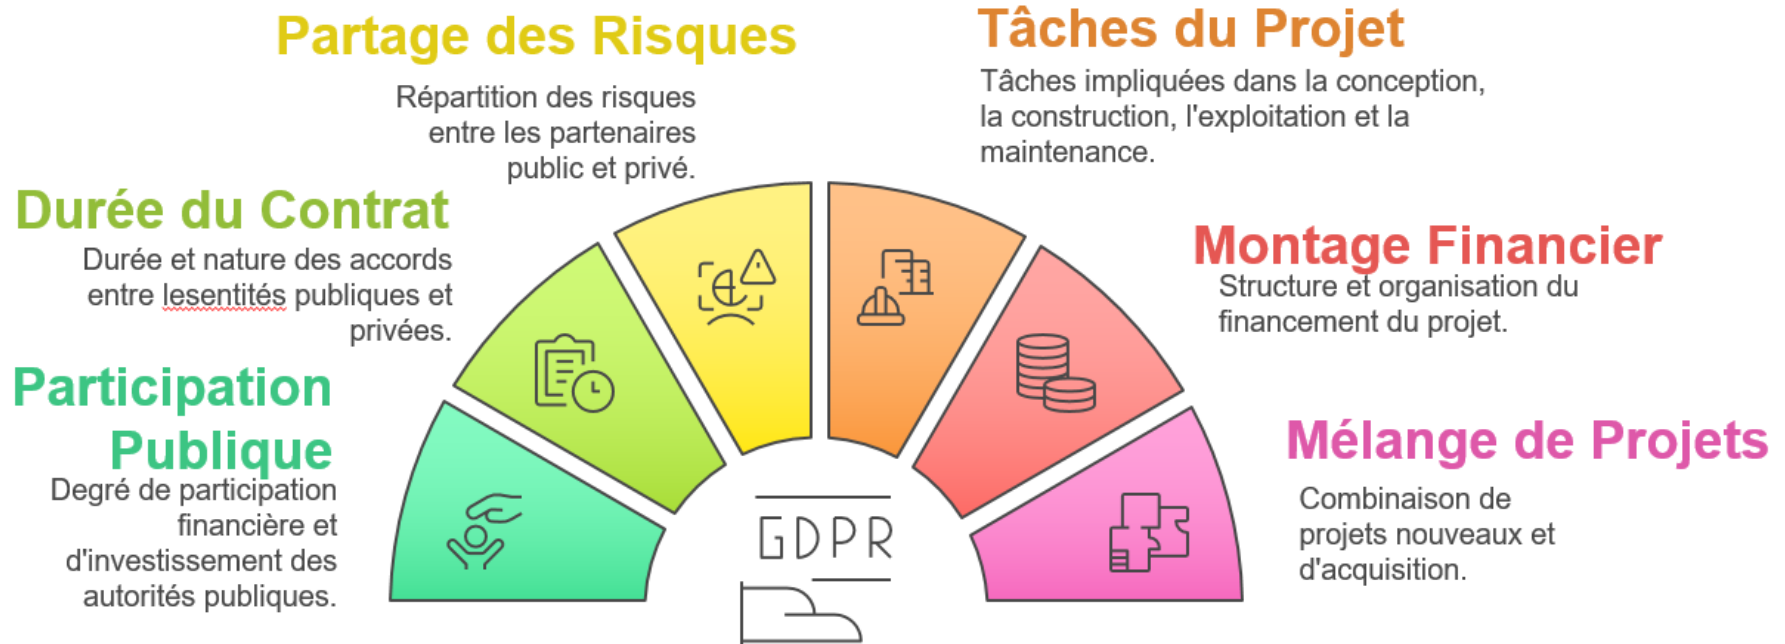 Partage des Risques
Répartition des risques
entre les partenaires
public et privé.
Tâches du Projet
Tâches impliquées dans la conception,
la construction, l'exploitation et la
maintenance.
Durée du Contrat
Durée et nature des accords
entre lesentités publiques et
privées.
Montage Financier
Structure et organisation du
financement du projet.
Participation
Publique
Degré de participation
financière et
d'investissement des
autorités publiques.
Mélange de Projets
Combinaison de
projets nouveaux et
d'acquisition.
GDPR